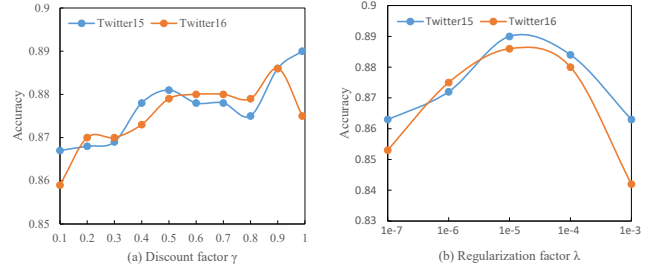 0.9
0.89
0.88
0.87
0.86
0.85
Accuracy
Twitter15 Twitter16
0.1 0.2 0.3 0.4 0.5 0.6 0.7 0.8 0.9 1
(a) Discount factor γ
0.9
0.89
0.88
0.87
0.86
0.85
0.84
0.83
Accuracy
Twitter15 Twitter16
1e-7 1e-6 1e-5 1e-4 1e-3
(b) Regularization factor λ